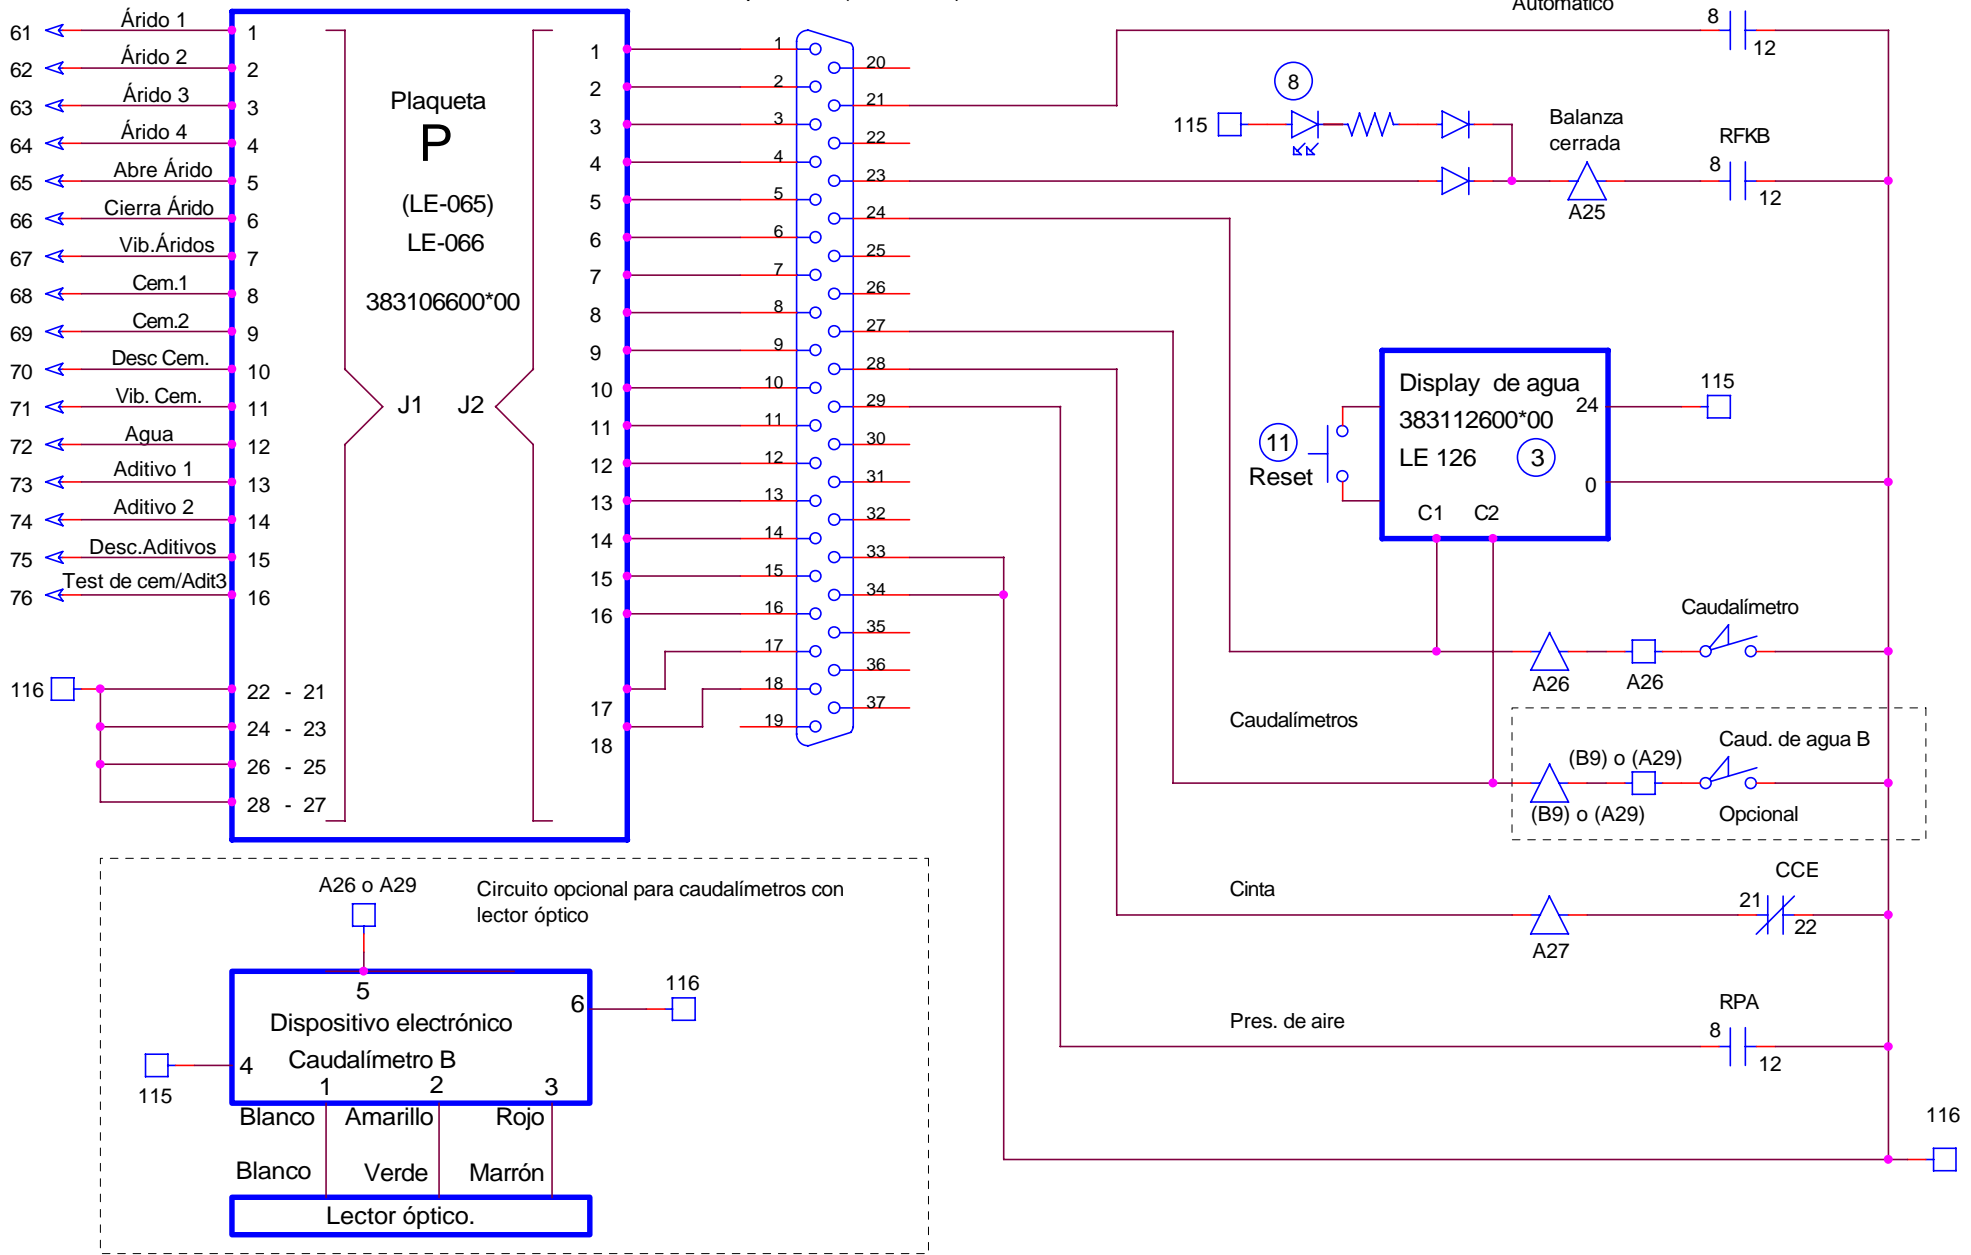 61 Árido 1 1
62 Árido 2 2
63 Árido 3 3
64 Árido 4 4
65 Abre Árido 5
66 Cierra Árido 6
67 Vib.Áridos 7
68 Cem.1 8
69 Cem.2 9
70 Desc Cem. 10
71 Vib. Cem. 11
72 Agua 12
73 Aditivo 1 13
74 Aditivo 2 14
75 Desc.Aditivos 15
76 Test de cem/Adit3 16
116 22 - 21
24 - 23
26 - 25
28 - 27
Plaqueta
P
(LE-065)
LE-066
383106600*00
J1 J2
1 1
2 2
3 3
4 4
5 5
6 6
7 7
8 8
9 9
10 10
11 11
12 12
13 13
14 14
15 15
16 16
17 17
18 18
19
20
21
22
23
24
25
26
27
28
29
30
31
32
33
34
35
36
37
Automático
8
12
8
115
Balanza
cerrada
A25
RFKB
8
12
Display de agua
383112600*00
LE 126 3
24
0
C1 C2
115
11
Reset
Caudalímetro
A26 A26
Caudalímetros
Caud. de agua B
(B9) o (A29)
(B9) o (A29) Opcional
Cinta
A27
CCE
21
22
Pres. de aire
RPA
8
12
116
A26 o A29
Circuito opcional para caudalímetros con
lector óptico
5
6
116
Dispositivo electrónico
Caudalímetro B
4
115
1 2 3
Blanco Amarillo Rojo
Blanco Verde Marrón
Lector óptico.